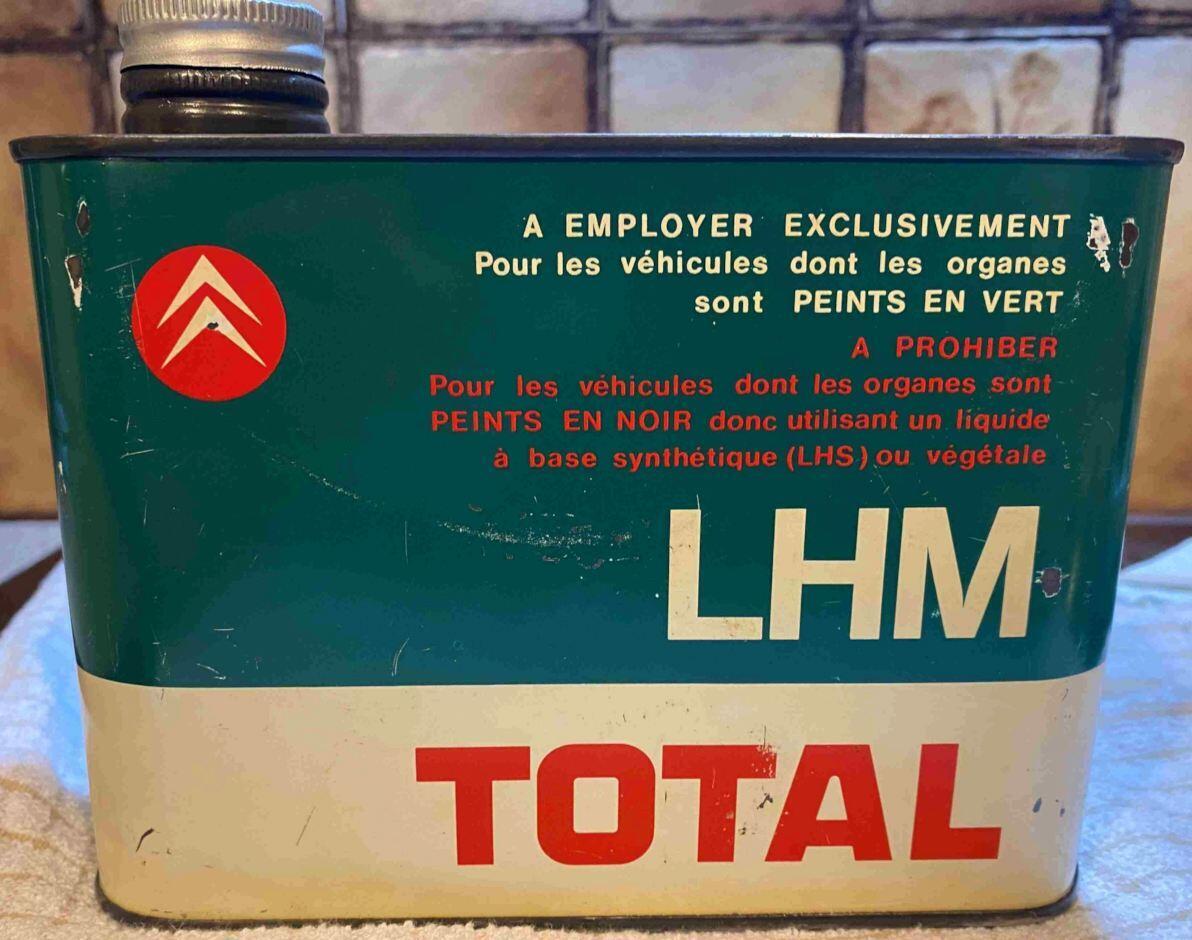 A EMPLOYER EXCLUSIVEMENT
Pour les véhicules dont les organes
sont PEINTS EN VERT
A PROHIBER
Pour les véhicules dont les organes sont
PEINTS EN NOIR donc utilisant un liquide
à base synthétique (LHS) ou végétale
LHM
TOTAL